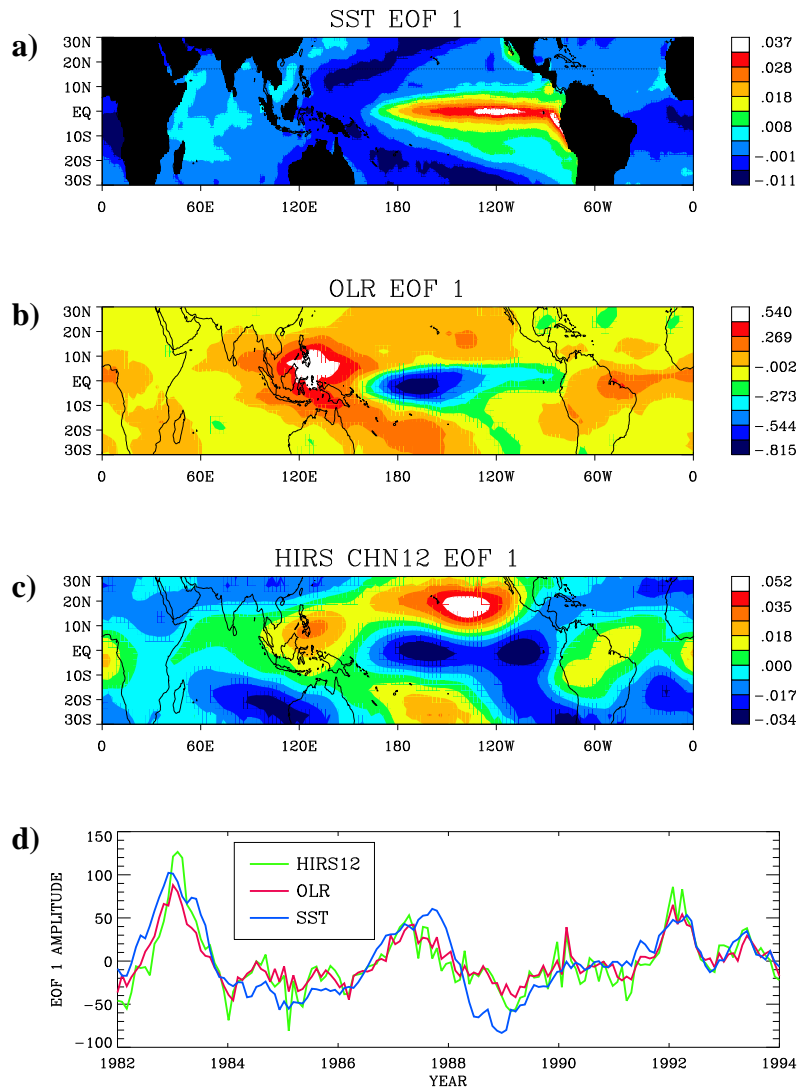 SST EOF 1
a)
30N
20N
10N
EQ
10S
20S
30S
0 60E 120E 180 120W 60W 0
.037
.028
.018
.008
-.001
-.011
OLR EOF 1
b)
30N
20N
10N
EQ
10S
20S
30S
0 60E 120E 180 120W 60W 0
.540
.269
-.002
-.273
-.544
-.815
HIRS CHN12 EOF 1
c)
30N
20N
10N
EQ
10S
20S
30S
0 60E 120E 180 120W 60W 0
.052
.035
.018
.000
-.017
-.034
d)
EOF 1 AMPLITUDE
150
100
50
0
-50
-100
HIRS12
OLR
SST
1982 1984 1986 1988 1990 1992 1994
YEAR